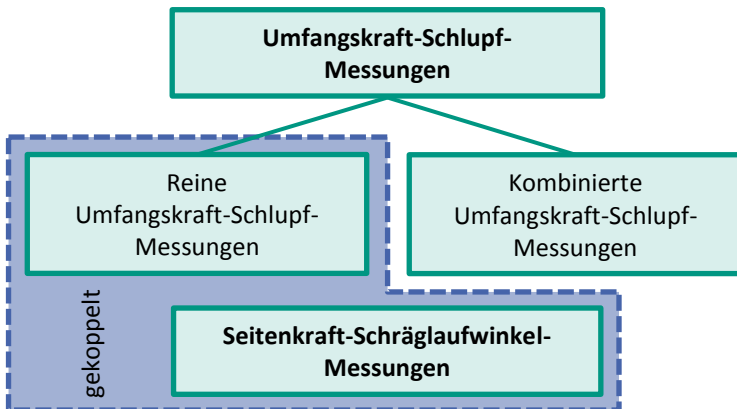 Umfangskraft-Schlupf-
Messungen
Reine
Umfangskraft-Schlupf-
Messungen
Kombinierte
Umfangskraft-Schlupf-
Messungen
gekoppelt
Seitenkraft-Schräglaufwinkel-
Messungen